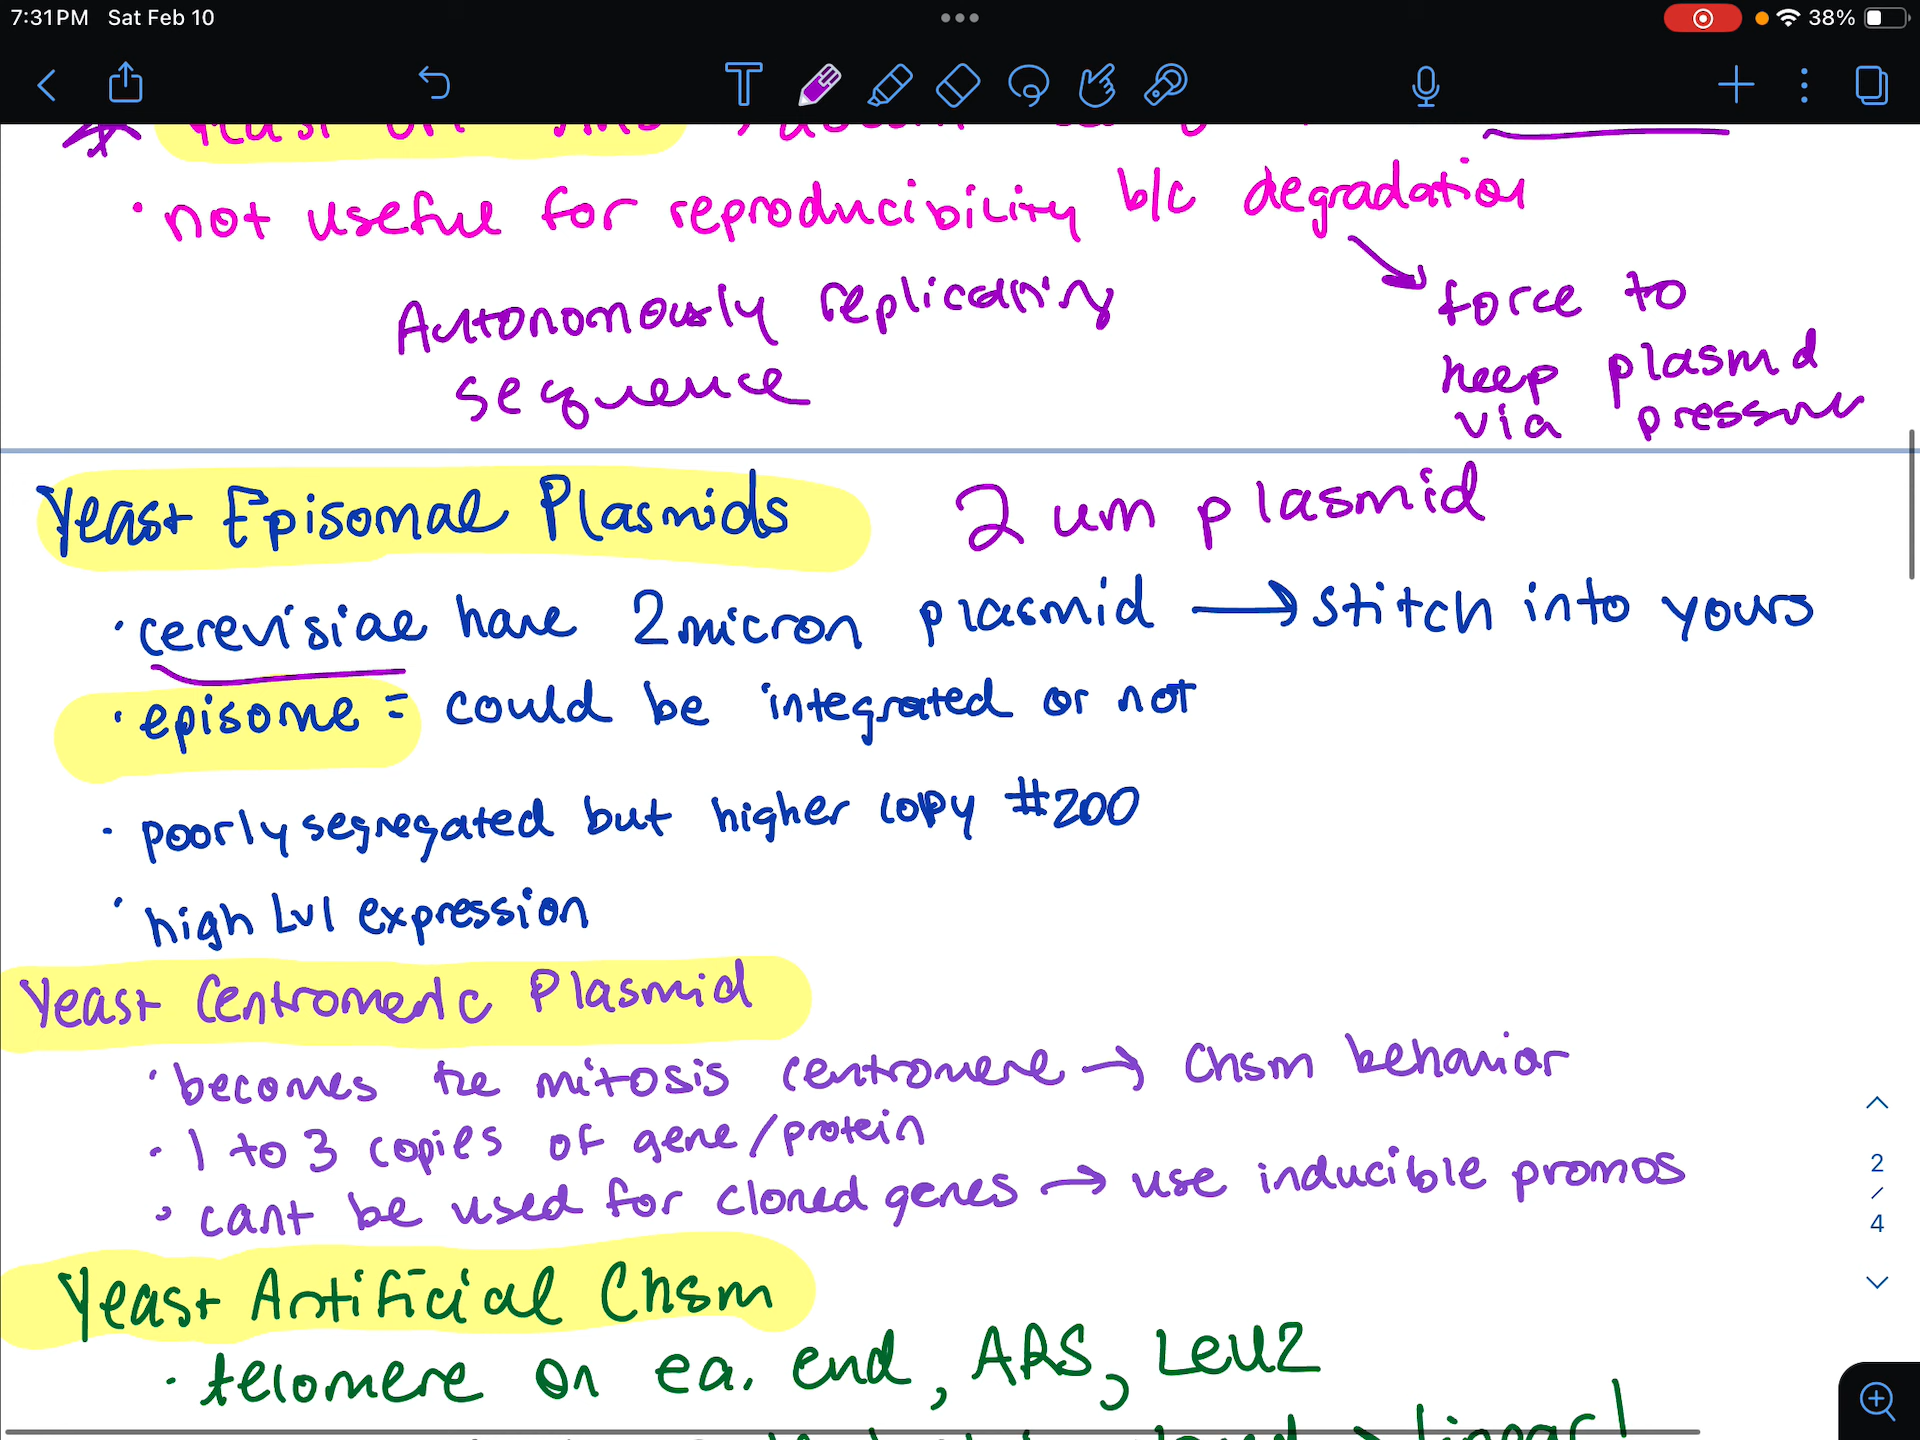 7:31 PM Sat Feb 10
38%
· not useful for reproducibility b/c degradation
force to
keep plasmid
via pressure
Autonomously replicating
sequence
Yeast Episomal Plasmids
2 um plasmid
· cerevisiae have 2 micron plasmid → stitch into yours
· episome = could be integrated or not
· poorly segregated but higher copy #200
· high Lvl expression
Yeast Centromeric Plasmid
· becomes the mitosis centromere → Chsm behavior
· 1 to 3 copies of gene/protein
· cant be used for cloned genes → use inducible promos
Yeast Artificial Chsm
· telomere on ea. end, ARS, Leu2
2
/
4